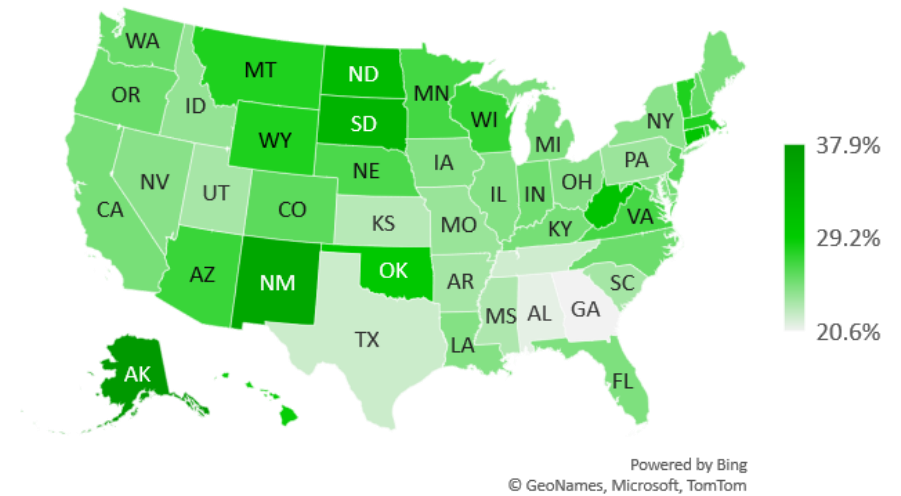 WA
MT
ND
OR
ID
MN
SD
WI
WY
NY
MI
NE
IA
PA
NV
UT
IL
IN
OH
CO
CA
KS
MO
KY
VA
AZ
NM
OK
AR
SC
TX
MS
AL
GA
LA
AK
FL
37.9%
29.2%
20.6%
Powered by Bing
© GeoNames, Microsoft, TomTom